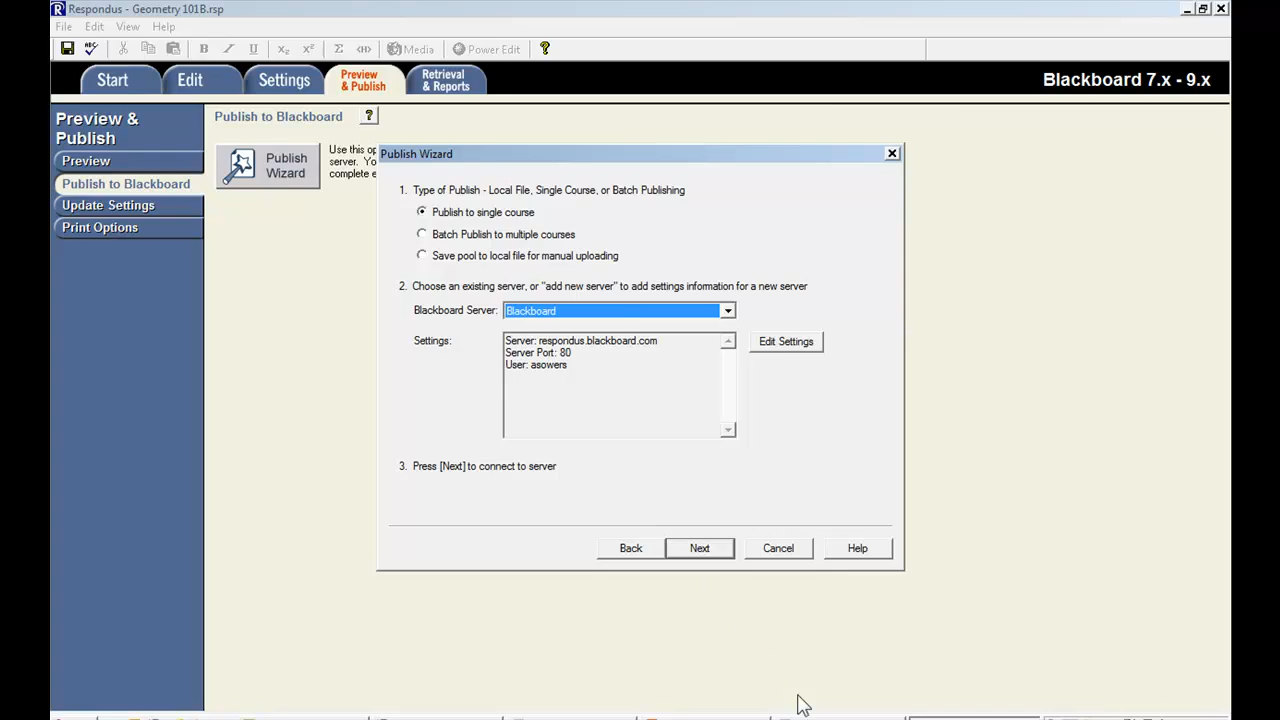 Respondus - Geometry 101B.rsp
File Edit View Help
ABC B I U x₂ x² Σ Media Power Edit ?
Start Edit Settings Preview & Publish Retrieval & Reports Blackboard 7.x - 9.x
Preview & Publish
Preview
Publish to Blackboard
Update Settings
Print Options
Publish to Blackboard ?
Publish Wizard
Use this op
server. Yo
complete e
Publish Wizard
1. Type of Publish - Local File, Single Course, or Batch Publishing
Publish to single course
Batch Publish to multiple courses
Save pool to local file for manual uploading
2. Choose an existing server, or "add new server" to add settings information for a new server
Blackboard Server: Blackboard
Settings:
Server: respondus.blackboard.com
Server Port: 80
User: asowers
Edit Settings
3. Press [Next] to connect to server
Back Next Cancel Help